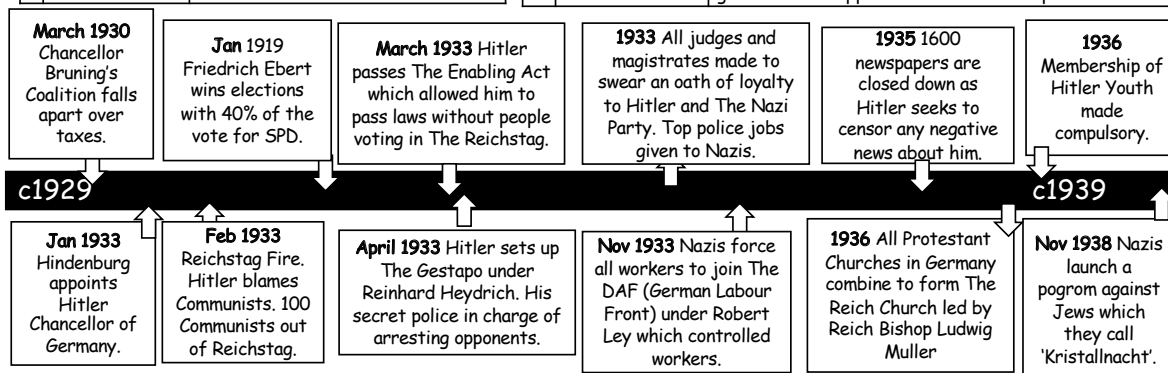 March 1930
Chancellor
Bruning's
Coalition falls
apart over
taxes.
Jan 1919
Friedrich Ebert
wins elections
with 40% of the
vote for SPD.
March 1933 Hitler
passes The Enabling Act
which allowed him to
pass laws without people
voting in The Reichstag.
1933 All judges and
magistrates made to
swear an oath of loyalty
to Hitler and The Nazi
Party. Top police jobs
given to Nazis.
1935 1600
newspapers are
closed down as
Hitler seeks to
censor any negative
news about him.
1936
Membership of
Hitler Youth
made
compulsory.
c1929
c1939
Jan 1933
Hindenburg
appoints
Hitler
Chancellor of
Germany.
Feb 1933
Reichstag Fire.
Hitler blames
Communists. 100
Communists out
of Reichstag.
April 1933 Hitler sets up
The Gestapo under
Reinhard Heydrich. His
secret police in charge of
arresting opponents.
Nov 1933 Nazis force
all workers to join The
DAF (German Labour
Front) under Robert
Ley which controlled
workers.
1936 All Protestant
Churches in Germany
combine to form The
Reich Church led by
Reich Bishop Ludwig
Muller
Nov 1938 Nazis
launch a
pogrom against
Jews which
they call
'Kristallnacht'.